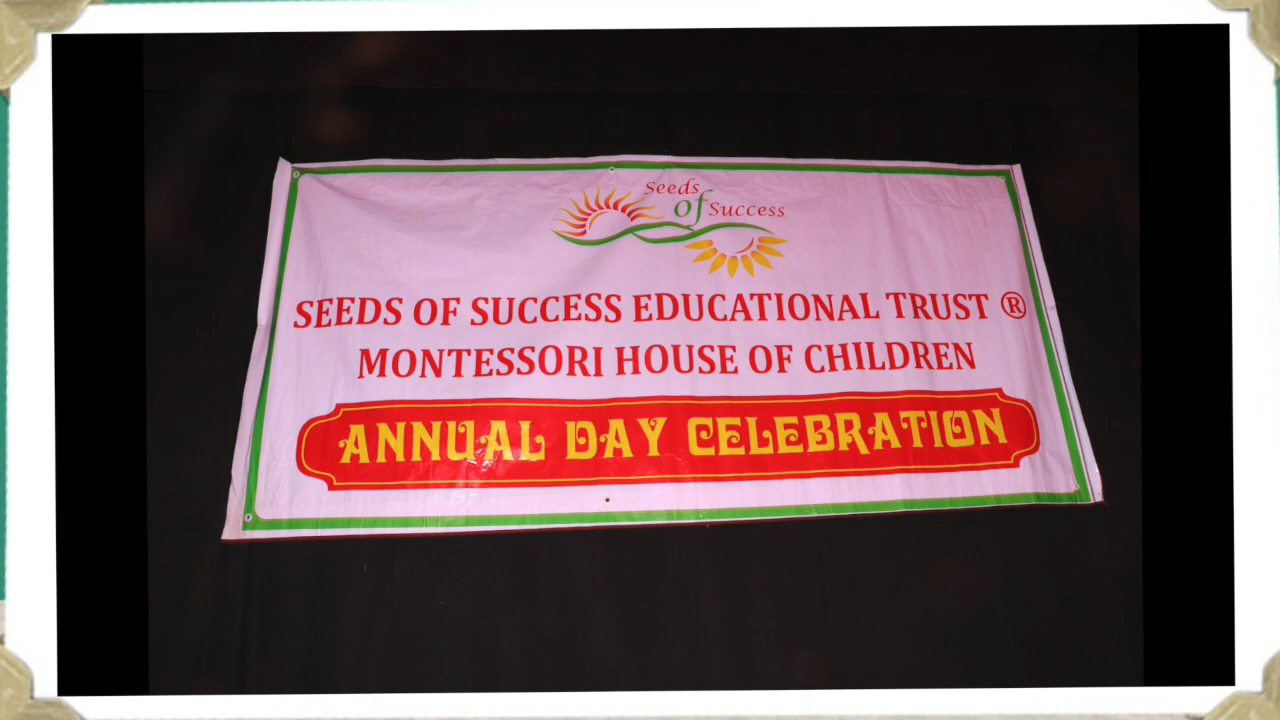 Seeds
of Success
SEEDS OF SUCCESS EDUCATIONAL TRUST ®
MONTESSORI HOUSE OF CHILDREN
ANNUAL DAY CELEBRATION